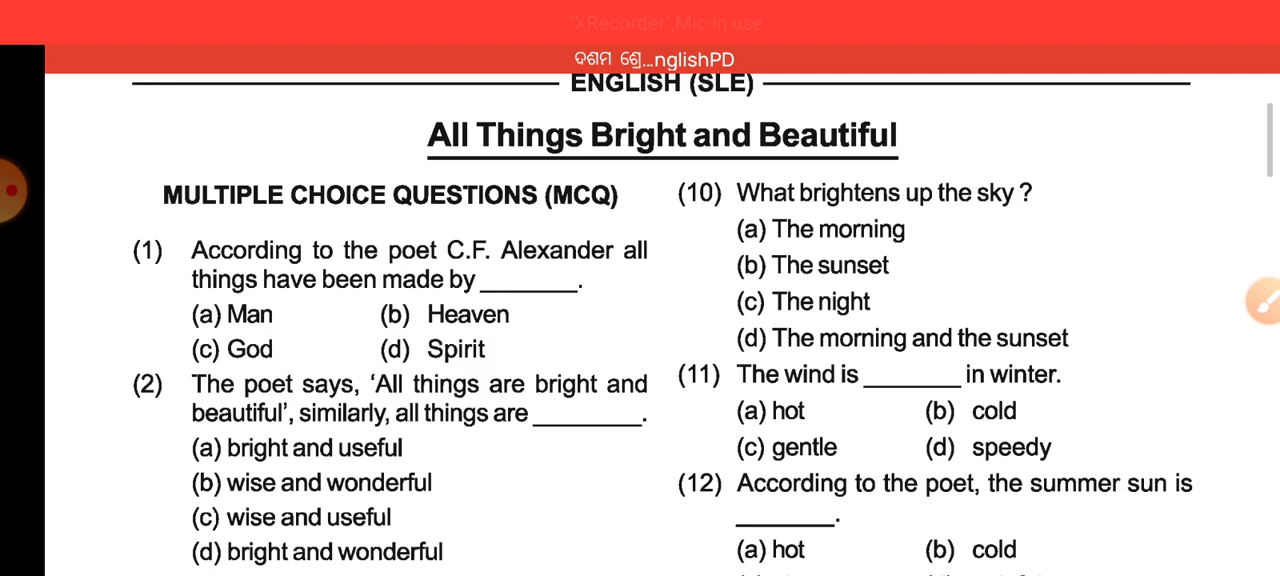 "XRecorder",Mic in use
ଦଶମ ଶ୍ରେ...nglishPD
ENGLISH (SLE)
All Things Bright and Beautiful
MULTIPLE CHOICE QUESTIONS (MCQ)
(1) According to the poet C.F. Alexander all
things have been made by _______.
(a) Man (b) Heaven
(c) God (d) Spirit
(2) The poet says, ‘All things are bright and
beautiful’, similarly, all things are ________.
(a) bright and useful
(b) wise and wonderful
(c) wise and useful
(d) bright and wonderful
(10) What brightens up the sky ?
(a) The morning
(b) The sunset
(c) The night
(d) The morning and the sunset
(11) The wind is _______ in winter.
(a) hot (b) cold
(c) gentle (d) speedy
(12) According to the poet, the summer sun is
_______.
(a) hot (b) cold